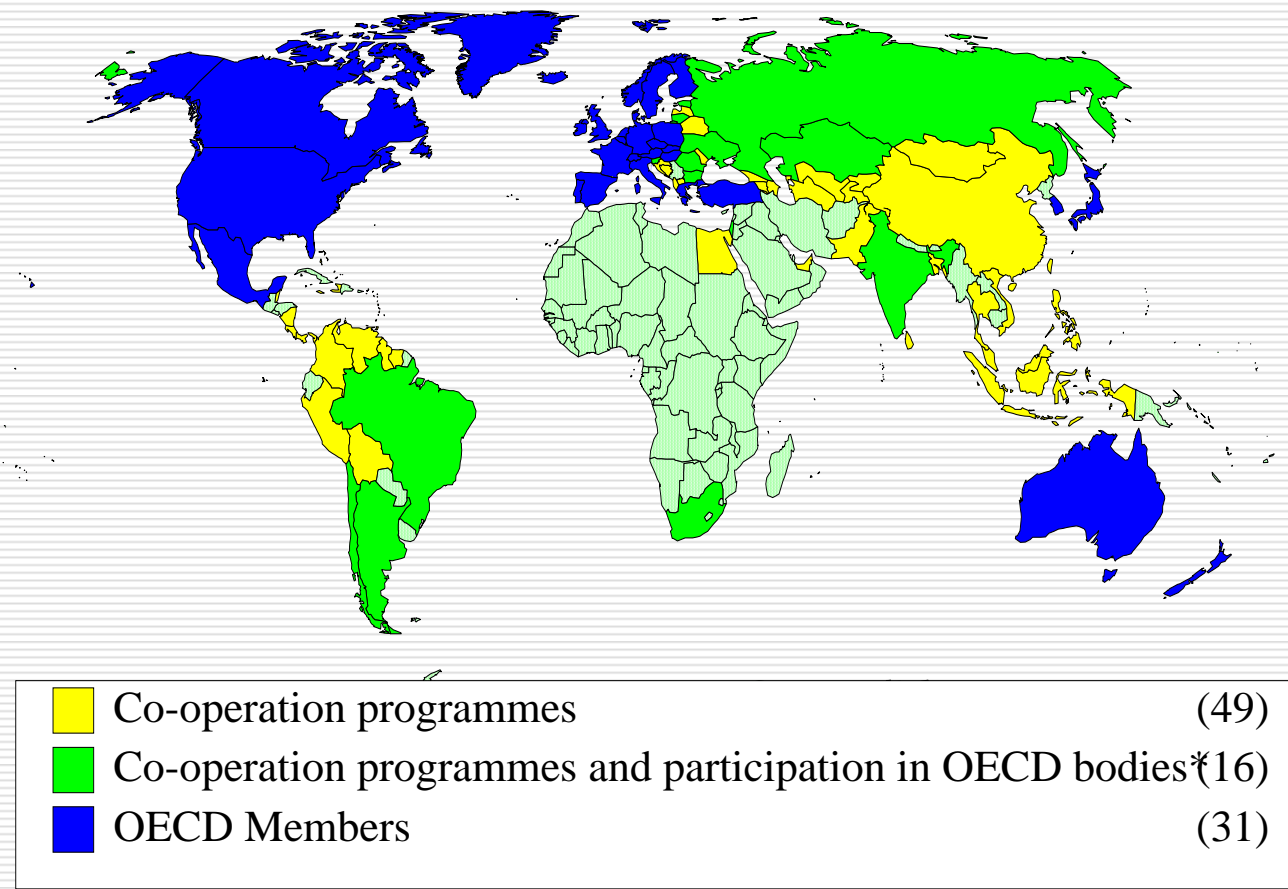 Co-operation programmes (49)
Co-operation programmes and participation in OECD bodies* (16)
OECD Members (31)